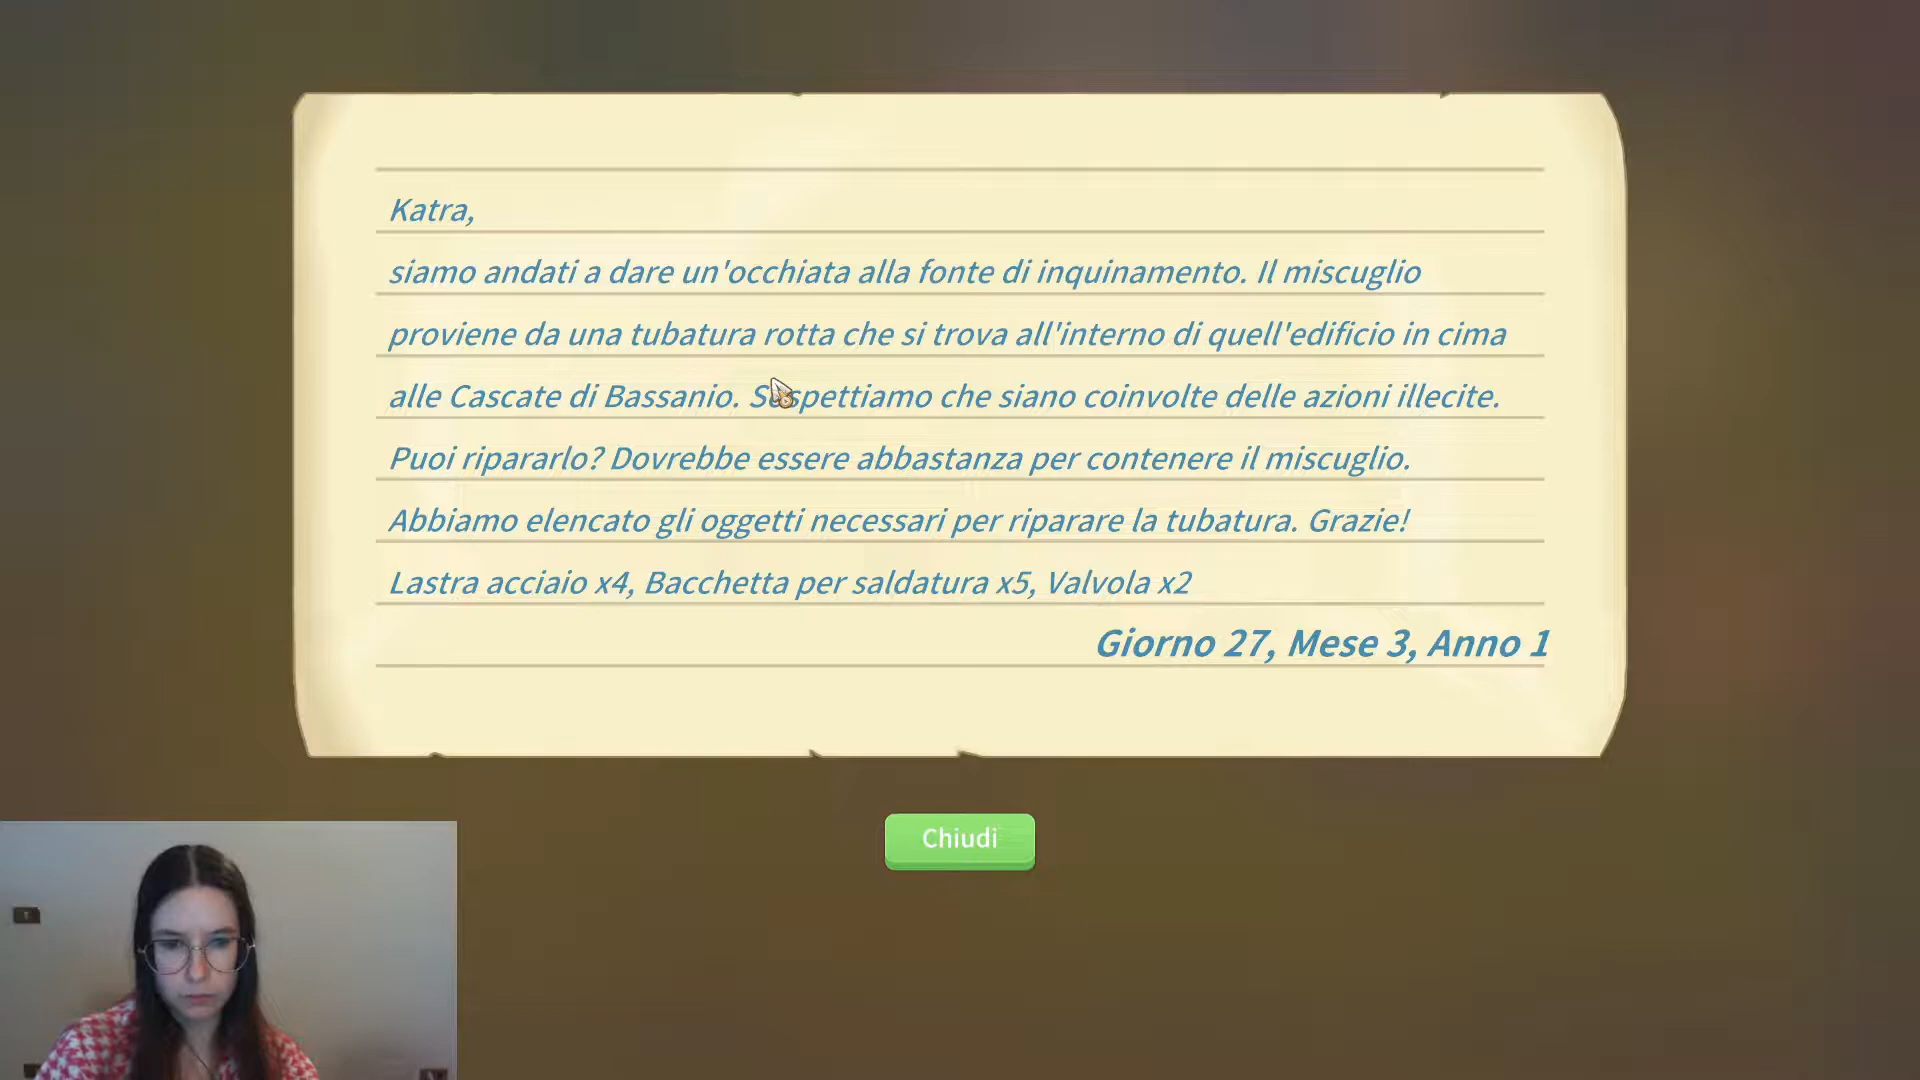 Katra,
siamo andati a dare un'occhiata alla fonte di inquinamento. Il miscuglio
proviene da una tubatura rotta che si trova all'interno di quell'edificio in cima
alle Cascate di Bassanio. Sospettiamo che siano coinvolte delle azioni illecite.
Puoi ripararlo? Dovrebbe essere abbastanza per contenere il miscuglio.
Abbiamo elencato gli oggetti necessari per riparare la tubatura. Grazie!
Lastra acciaio x4, Bacchetta per saldatura x5, Valvola x2
Giorno 27, Mese 3, Anno 1
Chiudi